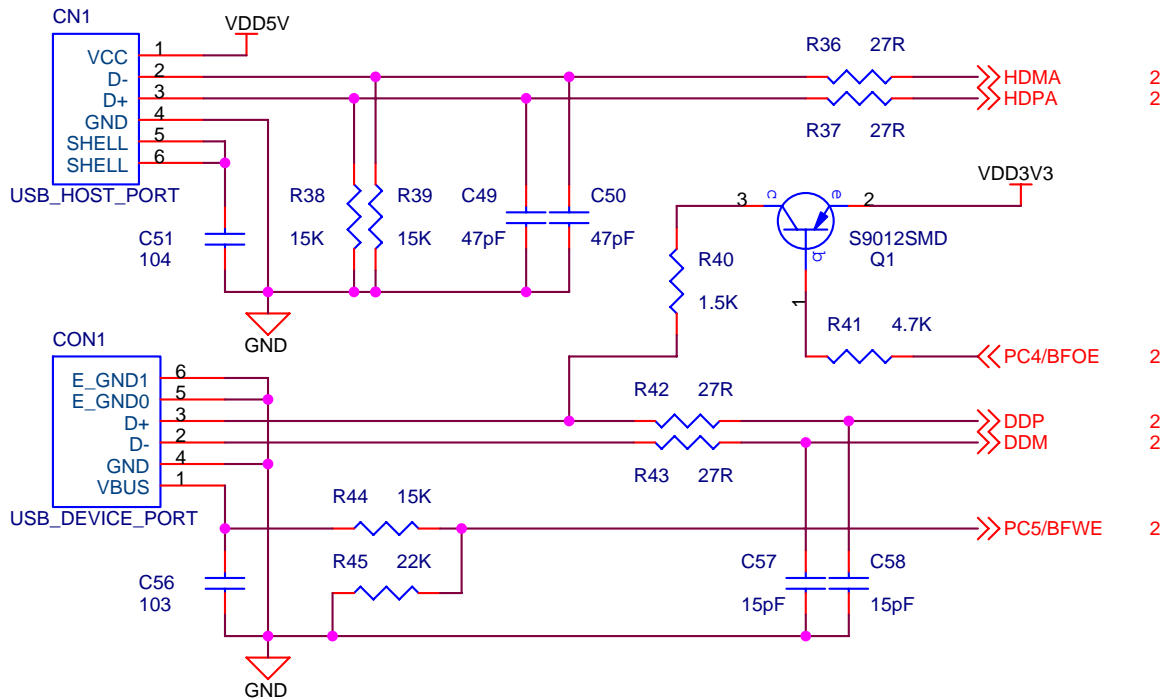 CN1
VDD5V
VCC 1
D- 2
D+ 3
GND 4
SHELL 5
SHELL 6
USB_HOST_PORT
R36 27R
HDMA 2
HDPA 2
R37 27R
R38
15K
R39
15K
C49
47pF
C50
47pF
C51
104
GND
VDD3V3
3 c e 2
b
1
S9012SMD
Q1
R40
1.5K
R41 4.7K
PC4/BFOE 2
CON1
E_GND1 6
E_GND0 5
D+ 3
D- 2
GND 4
VBUS 1
USB_DEVICE_PORT
R42 27R
DDP 2
DDM 2
R43 27R
R44 15K
PC5/BFWE 2
R45 22K
C56
103
C57
15pF
C58
15pF
GND